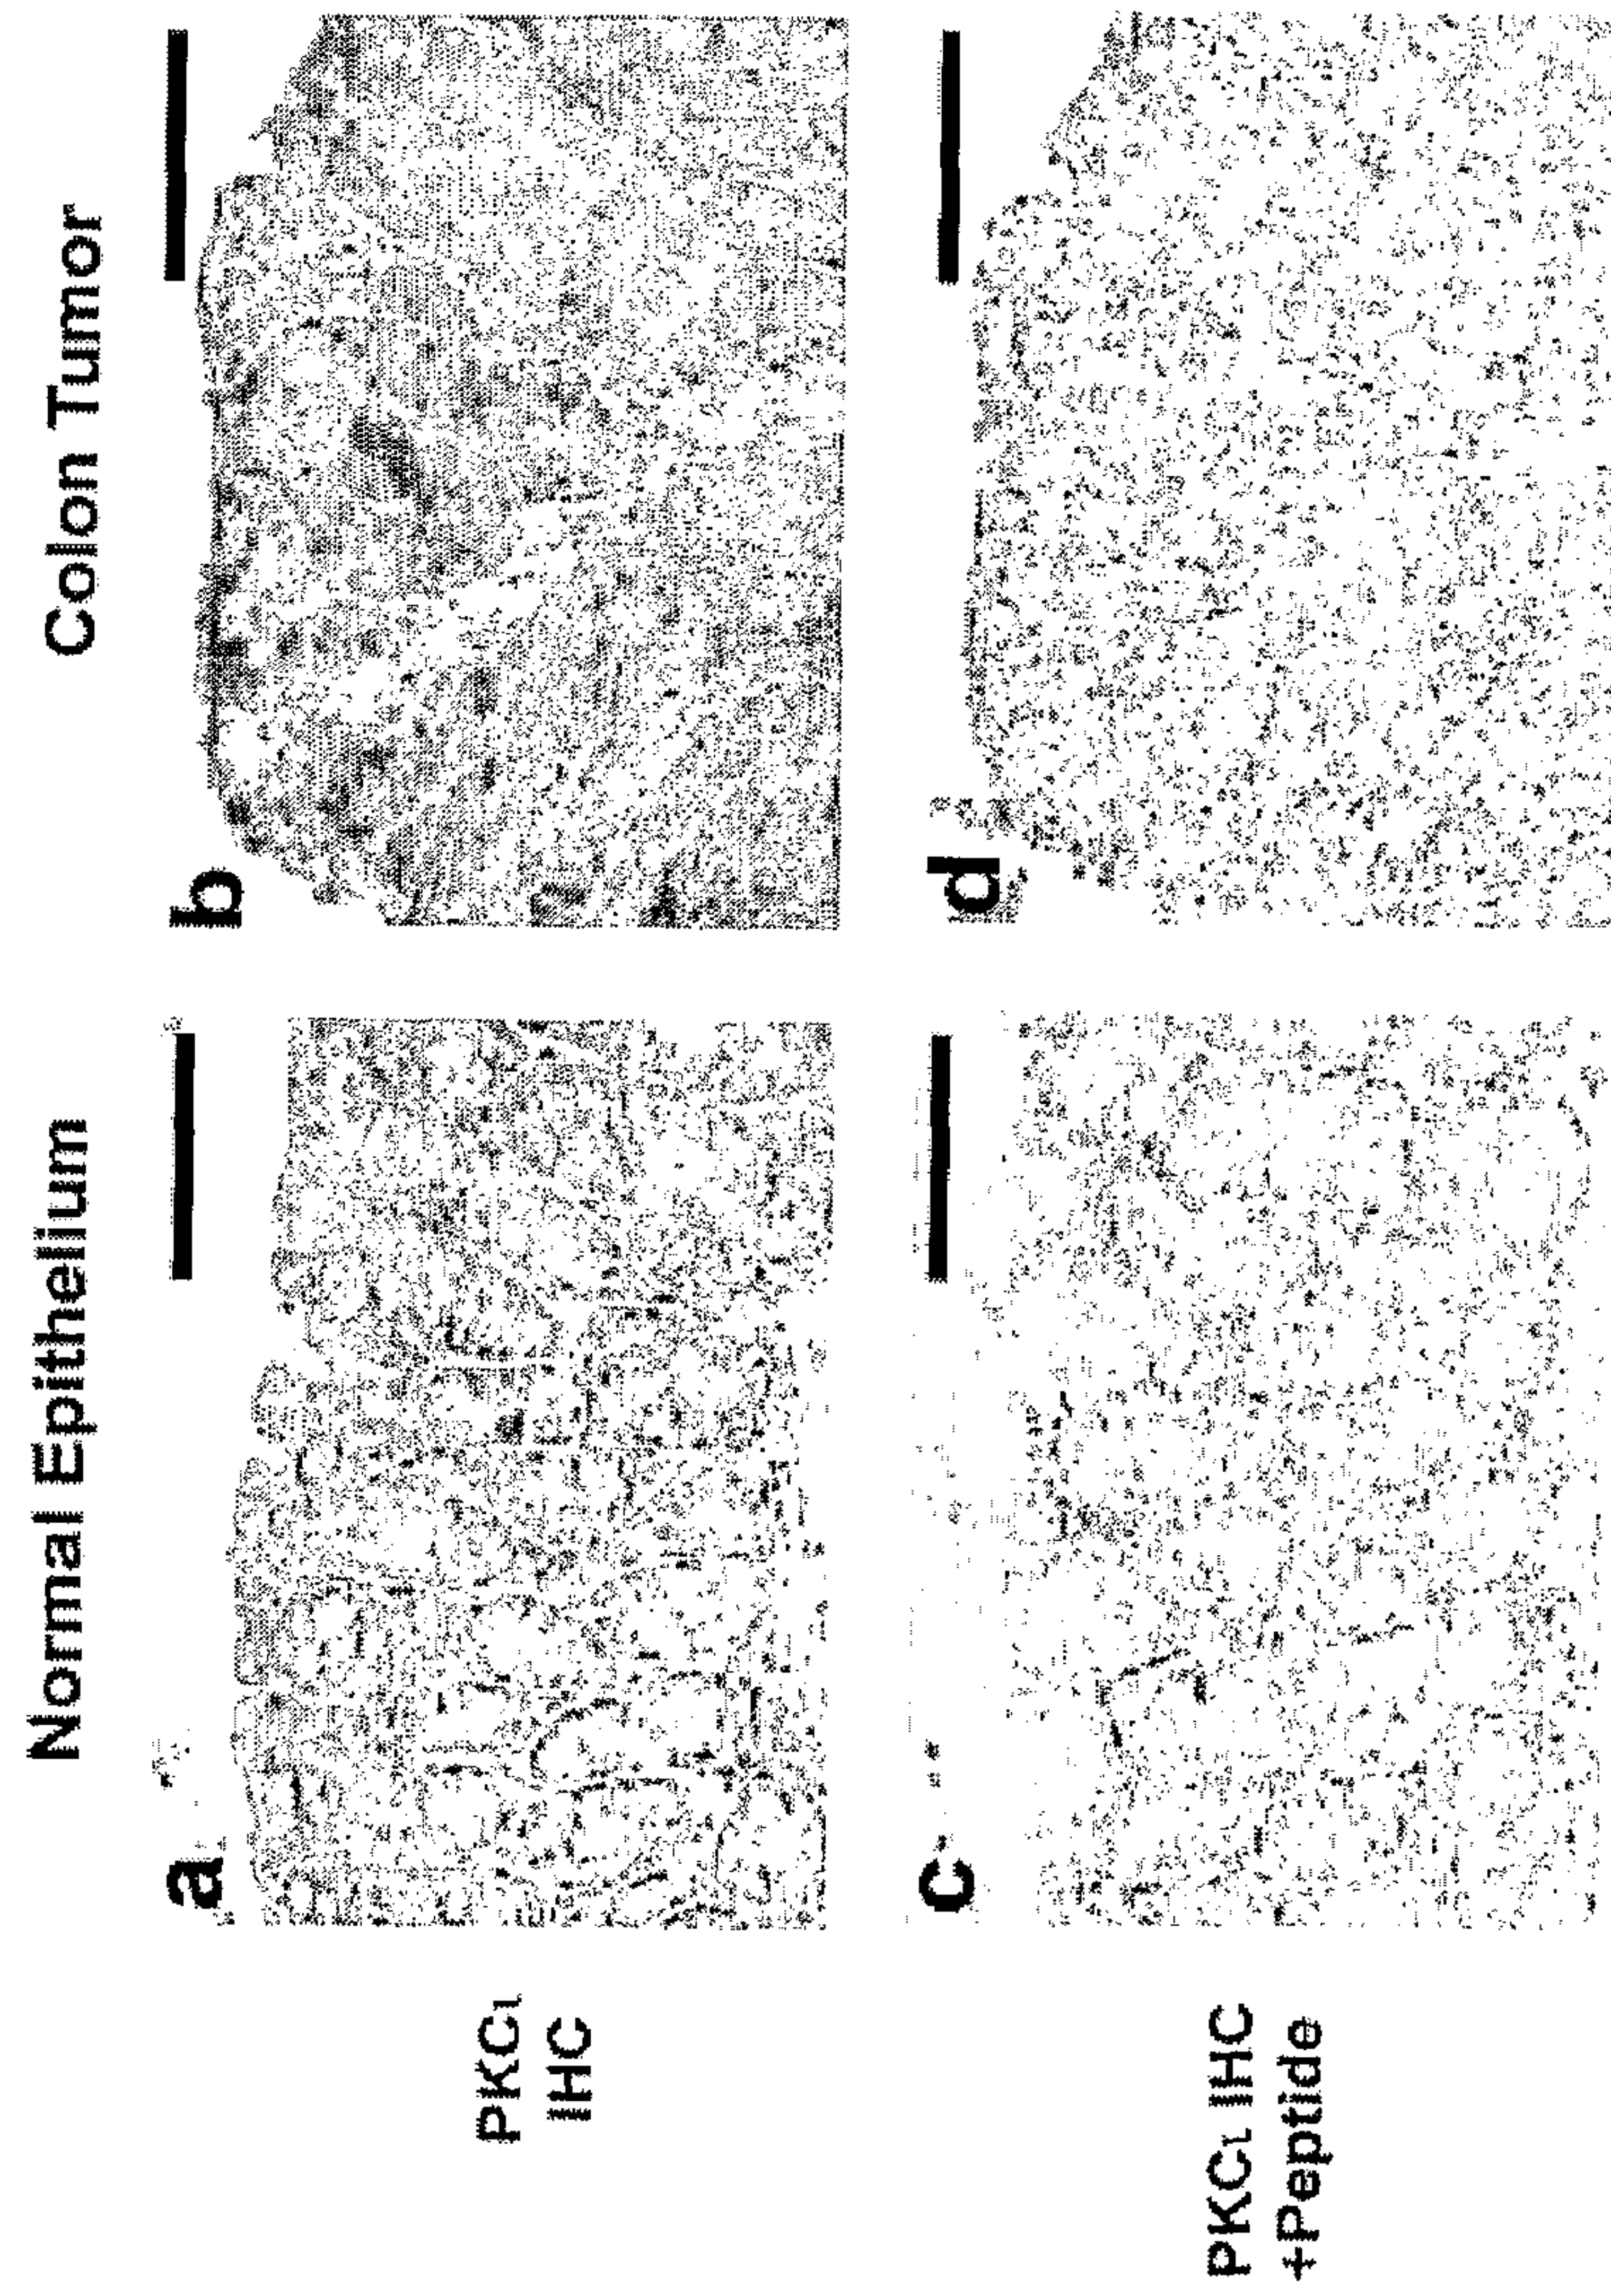 Normal Epithelium
Colon Tumor
a
b
PKCι
IHC
c
d
PKCι IHC
+Peptide